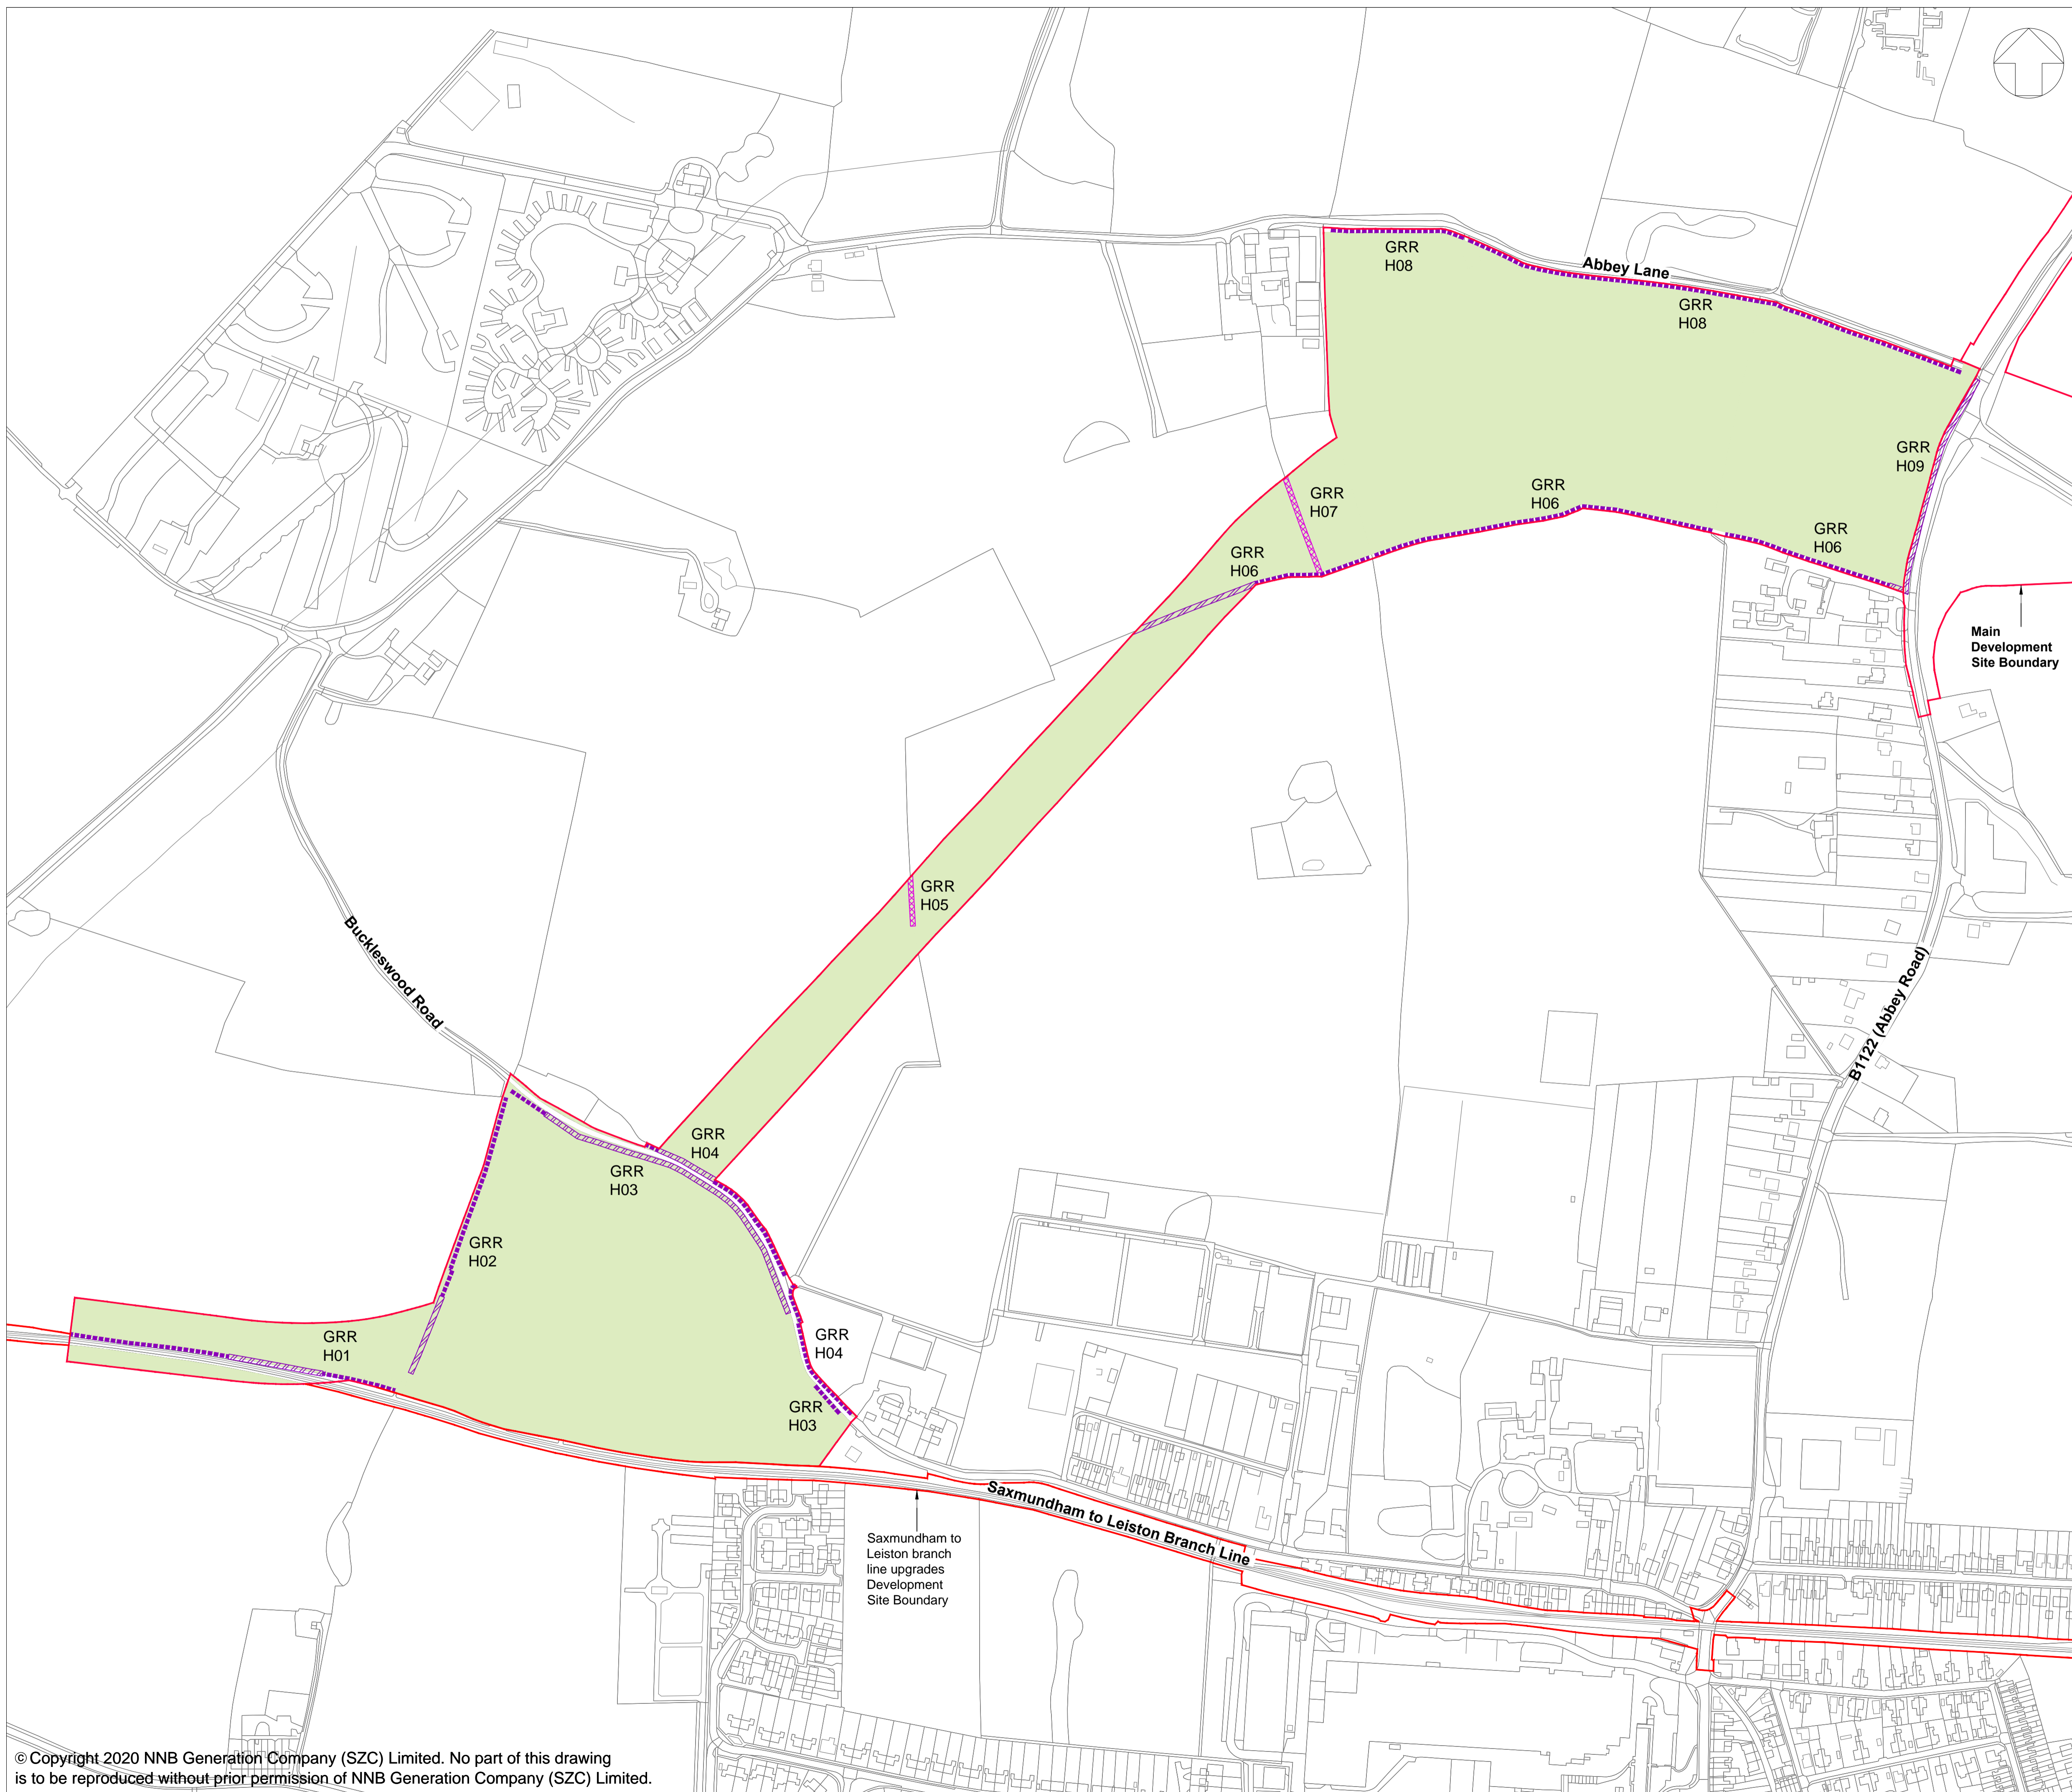 GRR
H08
Abbey Lane
GRR
H08
GRR
H09
GRR
H07
GRR
H06
GRR
H06
GRR
H06
Main
Development
Site Boundary
GRR
H05
Buckleswood Road
B1122 (Abbey Road)
GRR
H04
GRR
H03
GRR
H02
GRR
H01
GRR
H04
GRR
H03
Saxmundham to Leiston Branch Line
Saxmundham to
Leiston branch
line upgrades
Development
Site Boundary
© Copyright 2020 NNB Generation Company (SZC) Limited. No part of this drawing
is to be reproduced without prior permission of NNB Generation Company (SZC) Limited.